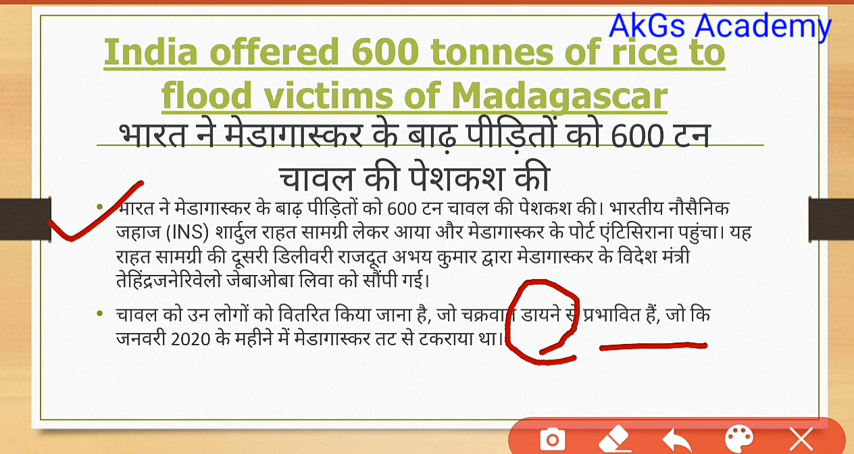 AkGs Academy
India offered 600 tonnes of rice to
flood victims of Madagascar
भारत ने मेडागास्कर के बाढ़ पीड़ितों को 600 टन
चावल की पेशकश की
• भारत ने मेडागास्कर के बाढ़ पीड़ितों को 600 टन चावल की पेशकश की। भारतीय नौसैनिक
जहाज (INS) शार्दुल राहत सामग्री लेकर आया और मेडागास्कर के पोर्ट एंटिसिराना पहुंचा। यह
राहत सामग्री की दूसरी डिलीवरी राजदूत अभय कुमार द्वारा मेडागास्कर के विदेश मंत्री
तेहिंद्रजनेरिवेलो जेबाओबा लिवा को सौंपी गई।
• चावल को उन लोगों को वितरित किया जाना है, जो चक्रवात डायने से प्रभावित हैं, जो कि
जनवरी 2020 के महीने में मेडागास्कर तट से टकराया था।